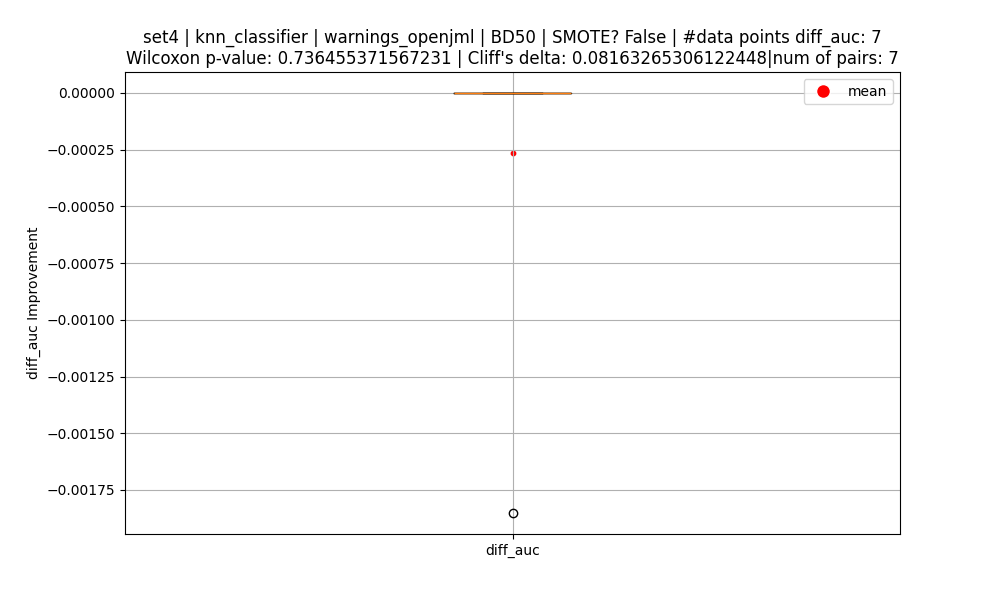 set4 | knn_classifier | warnings_openjml | BD50 | SMOTE? False | #data points diff_auc: 7
Wilcoxon p-value: 0.736455371567231 | Cliff's delta: 0.08163265306122448|num of pairs: 7
mean
0.00000
−0.00025
−0.00050
−0.00075
−0.00100
−0.00125
−0.00150
−0.00175
diff_auc Improvement
diff_auc